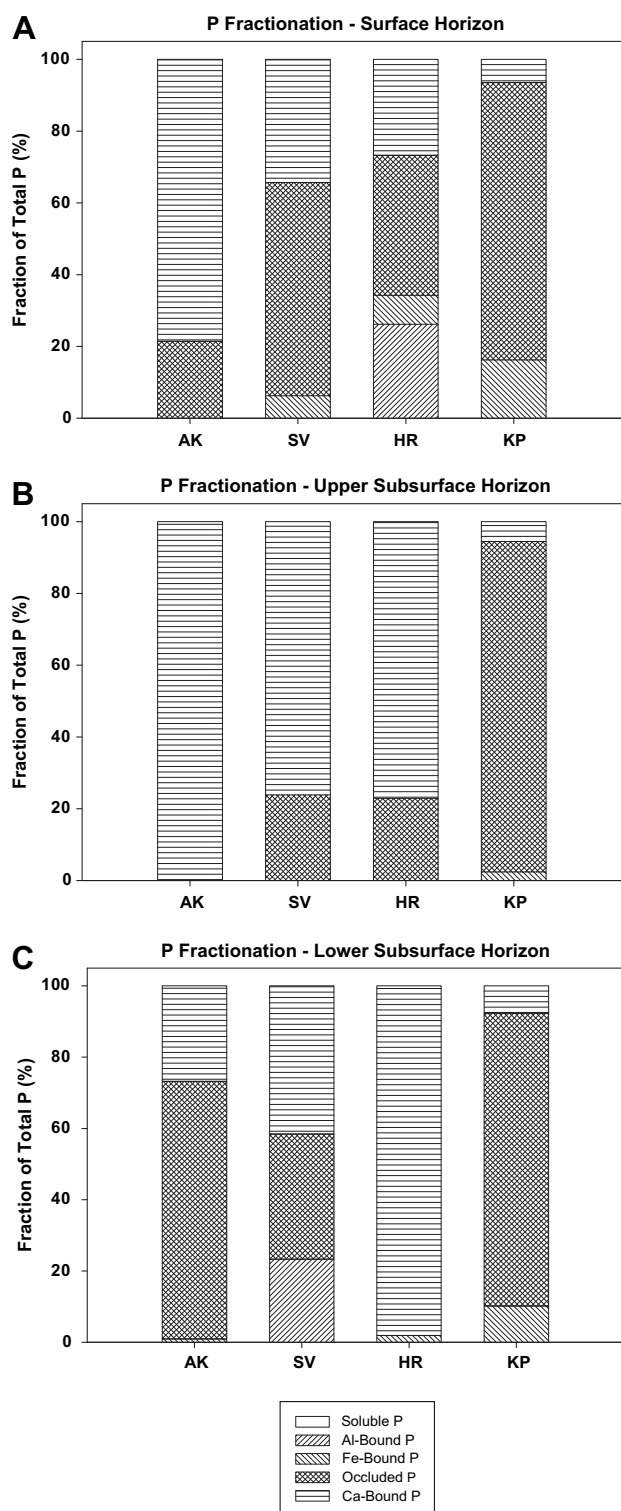 A
P Fractionation - Surface Horizon
Fraction of Total P (%)
100
80
60
40
20
0
AK SV HR KP
B
P Fractionation - Upper Subsurface Horizon
Fraction of Total P (%)
100
80
60
40
20
0
AK SV HR KP
C
P Fractionation - Lower Subsurface Horizon
Fraction of Total P (%)
100
80
60
40
20
0
AK SV HR KP
Soluble P
Al-Bound P
Fe-Bound P
Occluded P
Ca-Bound P